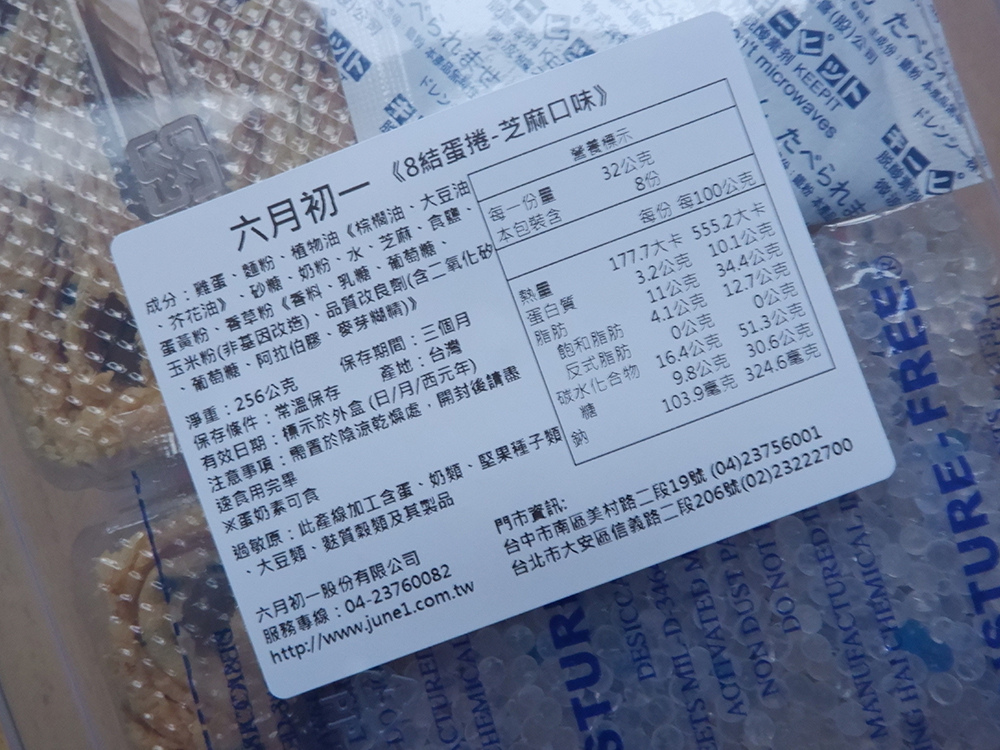 六月初一 《8結蛋捲-芝麻口味》
成分：雞蛋、麵粉、植物油《棕櫚油、大豆油
、芥花油》、砂糖、奶粉、水、芝麻、食鹽、
蛋黃粉、香草粉《香料、乳糖、葡萄糖、
玉米粉(非基因改造)、品質改良劑(含二氧化矽
、葡萄糖、阿拉伯膠、麥芽糊精)》
淨重：256公克 保存期間：三個月
保存條件：常溫保存 產地：台灣
有效日期：標示於外盒 (日/月/西元年)
注意事項：需置於陰涼乾燥處、開封後請盡
速食用完畢
※蛋奶素可食
過敏原：此產線加工含蛋、奶類、堅果種子類
、大豆類、麩質穀類及其製品
六月初一股份有限公司
服務專線：04-23760082
http://www.june1.com.tw
營養標示
每一份量 32公克
本包裝含 8份
每份 每100公克
熱量 177.7大卡 555.2大卡
蛋白質 3.2公克 10.1公克
脂肪 11公克 34.4公克
飽和脂肪 4.1公克 12.7公克
反式脂肪 0公克 0公克
碳水化合物 16.4公克 51.3公克
糖 9.8公克 30.6公克
鈉 103.9毫克 324.6毫克
門市資訊:
台中市南區美村路二段19號 (04)23756001
台北市大安區信義路二段206號(02)23222700
KEEPIT
microwaves
たべられ
ドレンシー
STURE, FREE®
STUR
DESICC
MIL D-346
ACTIVATED
NON DUST
DO NOT
MANUFACTURED
CHEMICAL